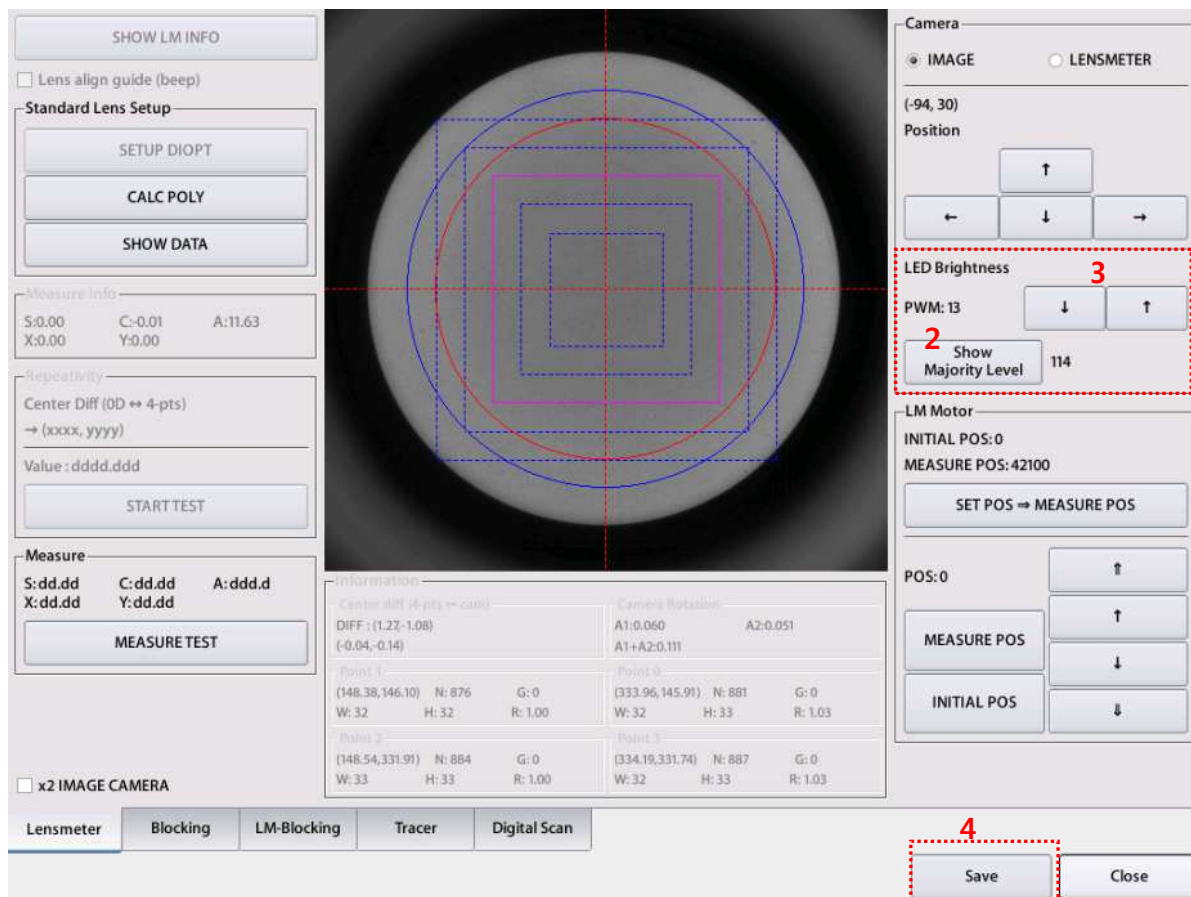 SHOW LM INFO
Lens align guide (beep)
Standard Lens Setup
SETUP DIOPT
CALC POLY
SHOW DATA
Measure Info
S:0.00 C:-0.01 A:11.63
X:0.00 Y:0.00
Repeativity
Center Diff (0D ↔ 4-pts)
→ (xxxx, yyyy)
Value : dddd.ddd
START TEST
Measure
S:dd.dd C:dd.dd A:ddd.d
X:dd.dd Y:dd.dd
MEASURE TEST
x2 IMAGE CAMERA
Information
Center diff (4-pts ↔ cam)
DIFF : (1.27,-1.08)
(-0.04,-0.14)
Camera Rotation
A1:0.060 A2:0.051
A1+A2:0.111
Point 1
(148.38,146.10) N: 876 G: 0
W: 32 H: 32 R: 1.00
Point 0
(333.96,145.91) N: 881 G: 0
W: 32 H: 33 R: 1.03
Point 2
(148.54,331.91) N: 884 G: 0
W: 33 H: 33 R: 1.00
Point 3
(334.19,331.74) N: 887 G: 0
W: 32 H: 33 R: 1.03
Camera
IMAGE LENSMETER
(-94, 30)
Position
↑
← ↓ →
LED Brightness 3
PWM: 13 ↓ ↑
2
Show
Majority Level 114
LM Motor
INITIAL POS: 0
MEASURE POS: 42100
SET POS ⇒ MEASURE POS
POS: 0 ⇑
↑
MEASURE POS
↓
INITIAL POS ⇓
Lensmeter Blocking LM-Blocking Tracer Digital Scan
4
Save Close